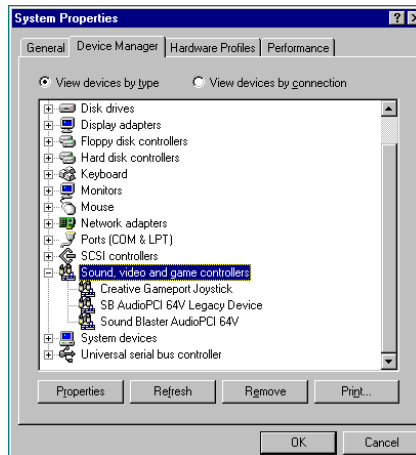 System Properties
General Device Manager Hardware Profiles Performance
View devices by type View devices by connection
Disk drives
Display adapters
Floppy disk controllers
Hard disk controllers
Keyboard
Monitors
Mouse
Network adapters
Ports (COM & LPT)
SCSI controllers
Sound, video and game controllers
Creative Gameport Joystick
SB AudioPCI 64V Legacy Device
Sound Blaster AudioPCI 64V
System devices
Universal serial bus controller
Properties Refresh Remove Print...
OK Cancel